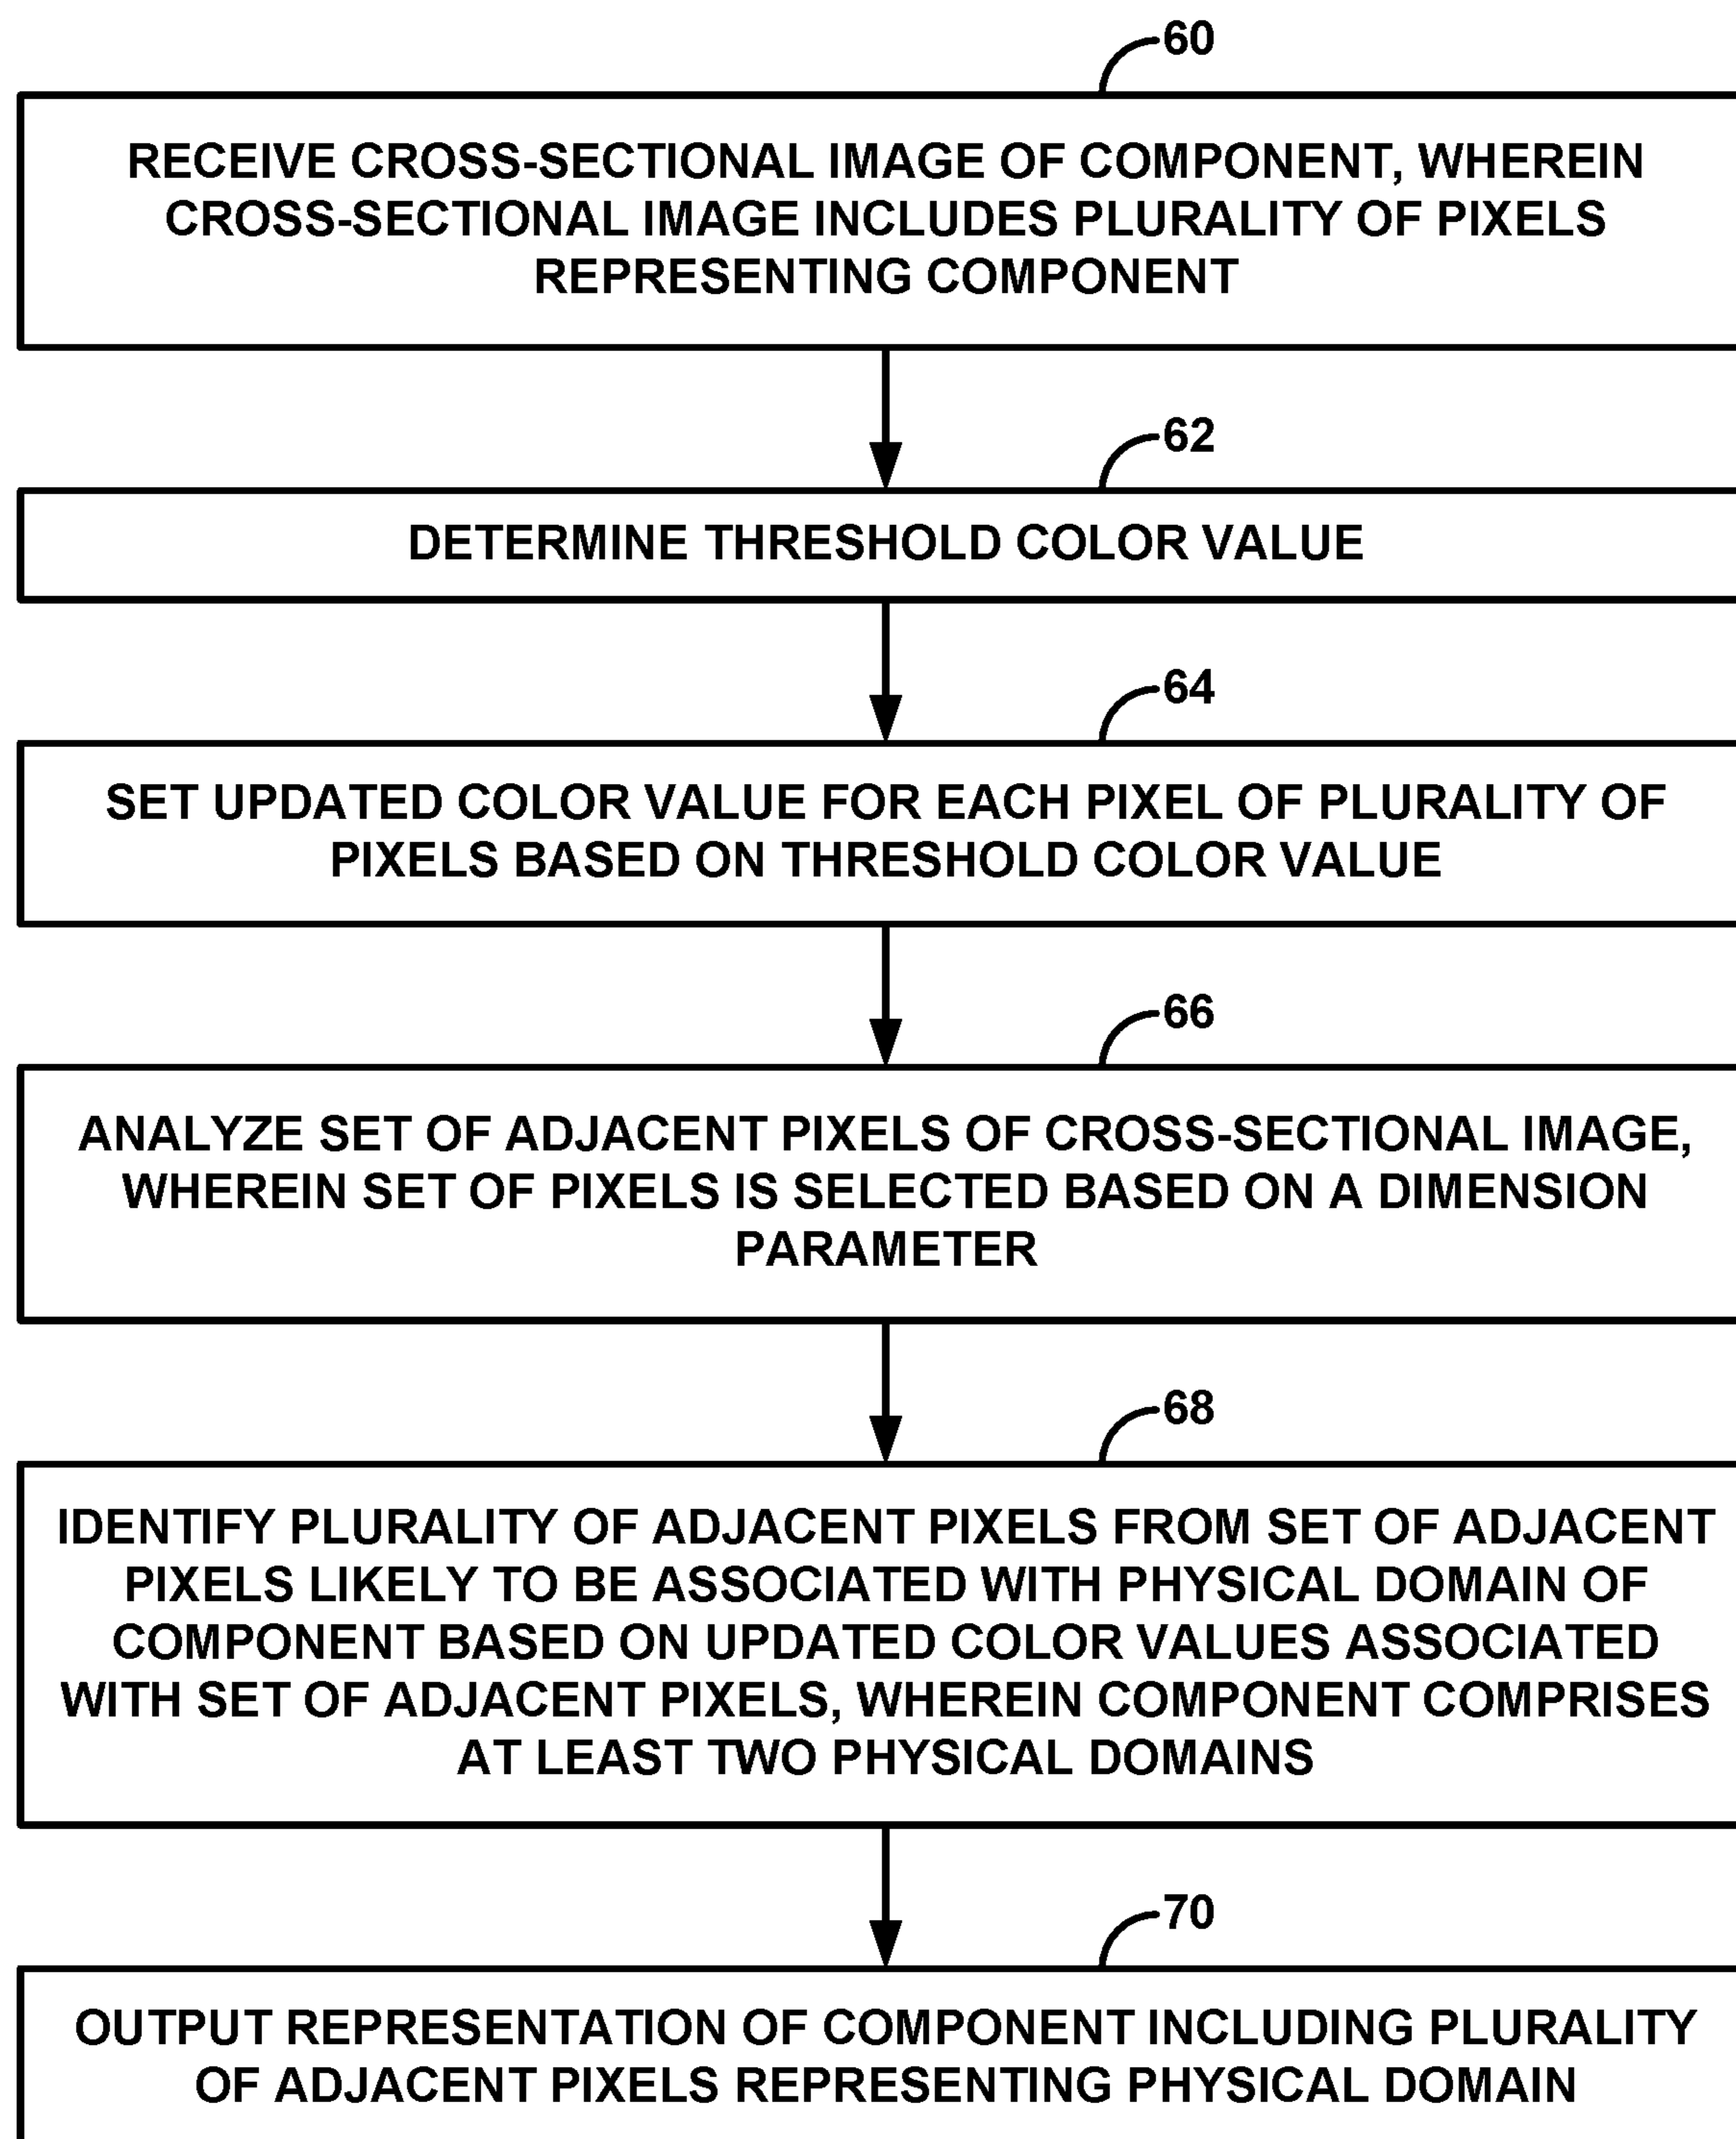 60
RECEIVE CROSS-SECTIONAL IMAGE OF COMPONENT, WHEREIN
CROSS-SECTIONAL IMAGE INCLUDES PLURALITY OF PIXELS
REPRESENTING COMPONENT
62
DETERMINE THRESHOLD COLOR VALUE
64
SET UPDATED COLOR VALUE FOR EACH PIXEL OF PLURALITY OF
PIXELS BASED ON THRESHOLD COLOR VALUE
66
ANALYZE SET OF ADJACENT PIXELS OF CROSS-SECTIONAL IMAGE,
WHEREIN SET OF PIXELS IS SELECTED BASED ON A DIMENSION
PARAMETER
68
IDENTIFY PLURALITY OF ADJACENT PIXELS FROM SET OF ADJACENT
PIXELS LIKELY TO BE ASSOCIATED WITH PHYSICAL DOMAIN OF
COMPONENT BASED ON UPDATED COLOR VALUES ASSOCIATED
WITH SET OF ADJACENT PIXELS, WHEREIN COMPONENT COMPRISES
AT LEAST TWO PHYSICAL DOMAINS
70
OUTPUT REPRESENTATION OF COMPONENT INCLUDING PLURALITY
OF ADJACENT PIXELS REPRESENTING PHYSICAL DOMAIN